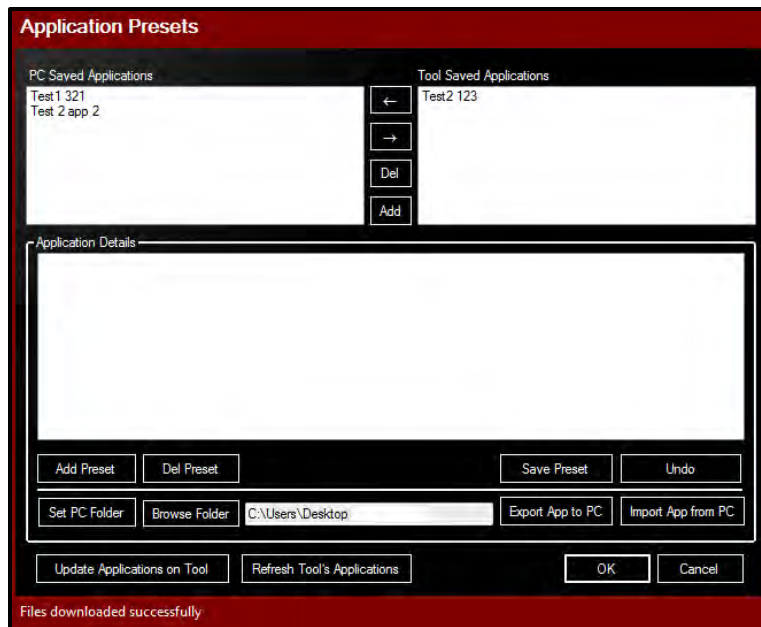 Application Presets
PC Saved Applications
Tool Saved Applications
Test1 321
Test 2 app 2
Test2 123
←
→
Del
Add
Application Details
Add Preset
Del Preset
Save Preset
Undo
Set PC Folder
Browse Folder
C:\Users\Desktop
Export App to PC
Import App from PC
Update Applications on Tool
Refresh Tool's Applications
OK
Cancel
Files downloaded successfully